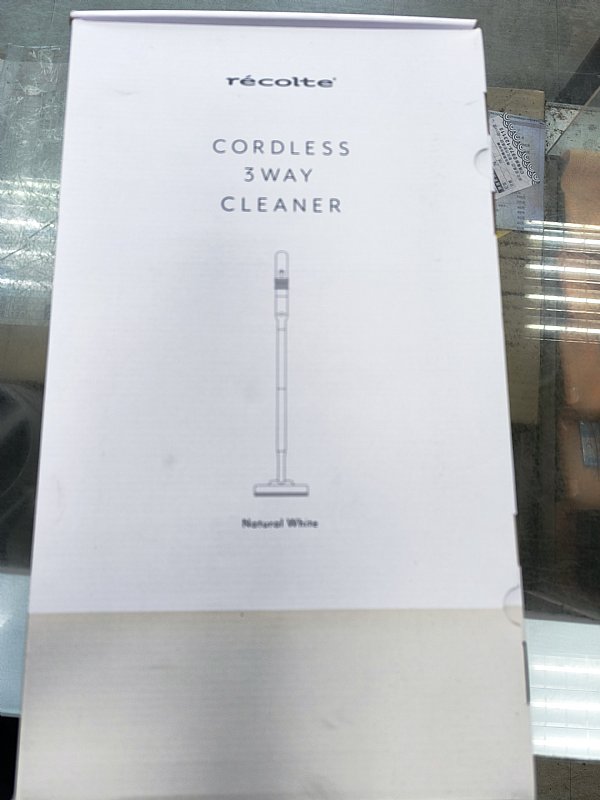 récolte
CORDLESS
3WAY
CLEANER
Natural White